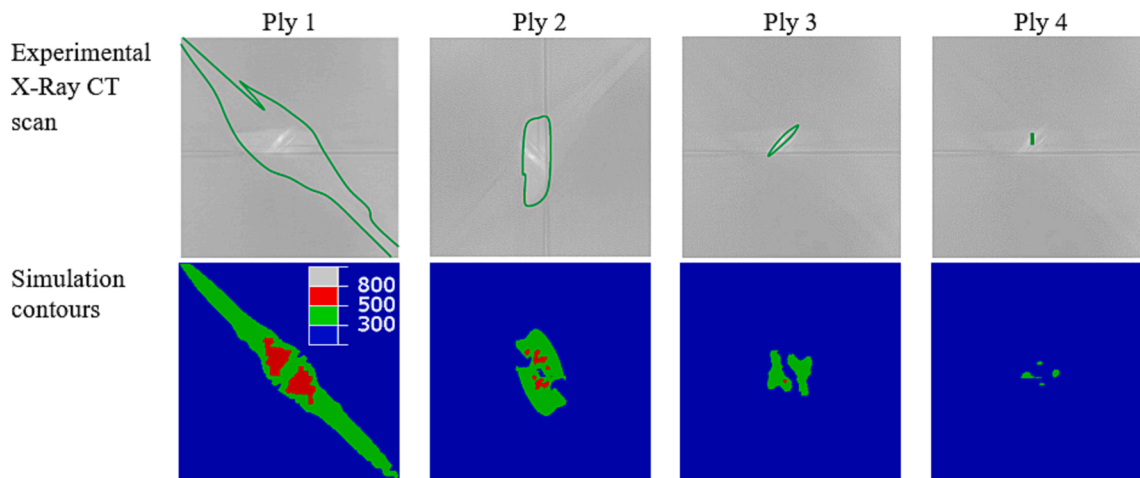 Ply 1 Ply 2 Ply 3 Ply 4
Experimental
X-Ray CT
scan
Simulation
contours
800
500
300